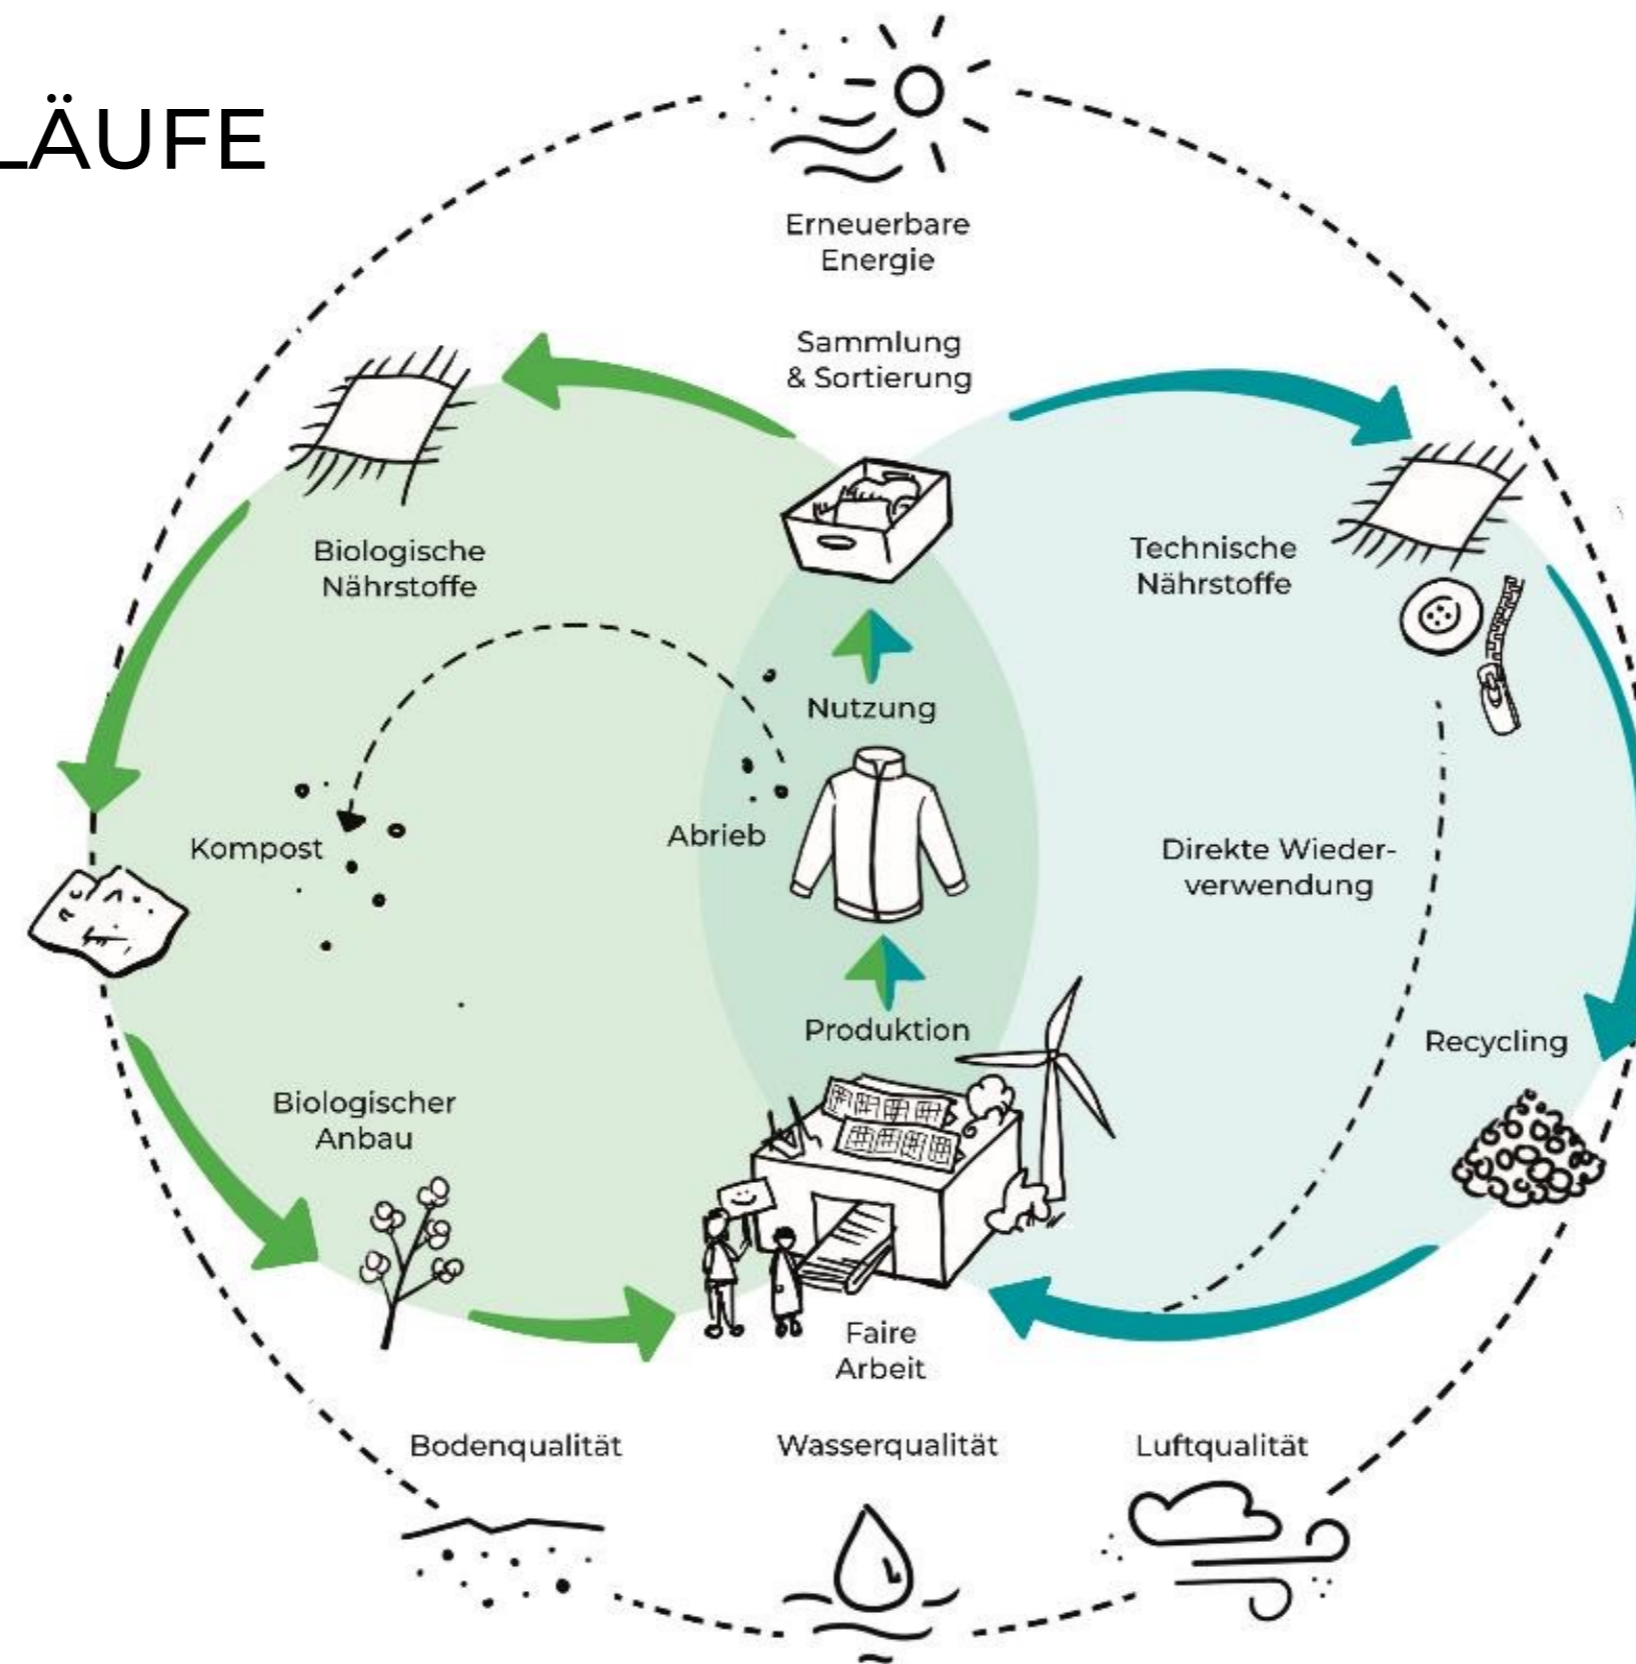 LÄUFE
Erneuerbare
Energie
Sammlung
& Sortierung
Biologische
Nährstoffe
Technische
Nährstoffe
Nutzung
Kompost
Abrieb
Direkte Wieder-
verwendung
Produktion
Recycling
Biologischer
Anbau
Faire
Arbeit
Bodenqualität
Wasserqualität
Luftqualität